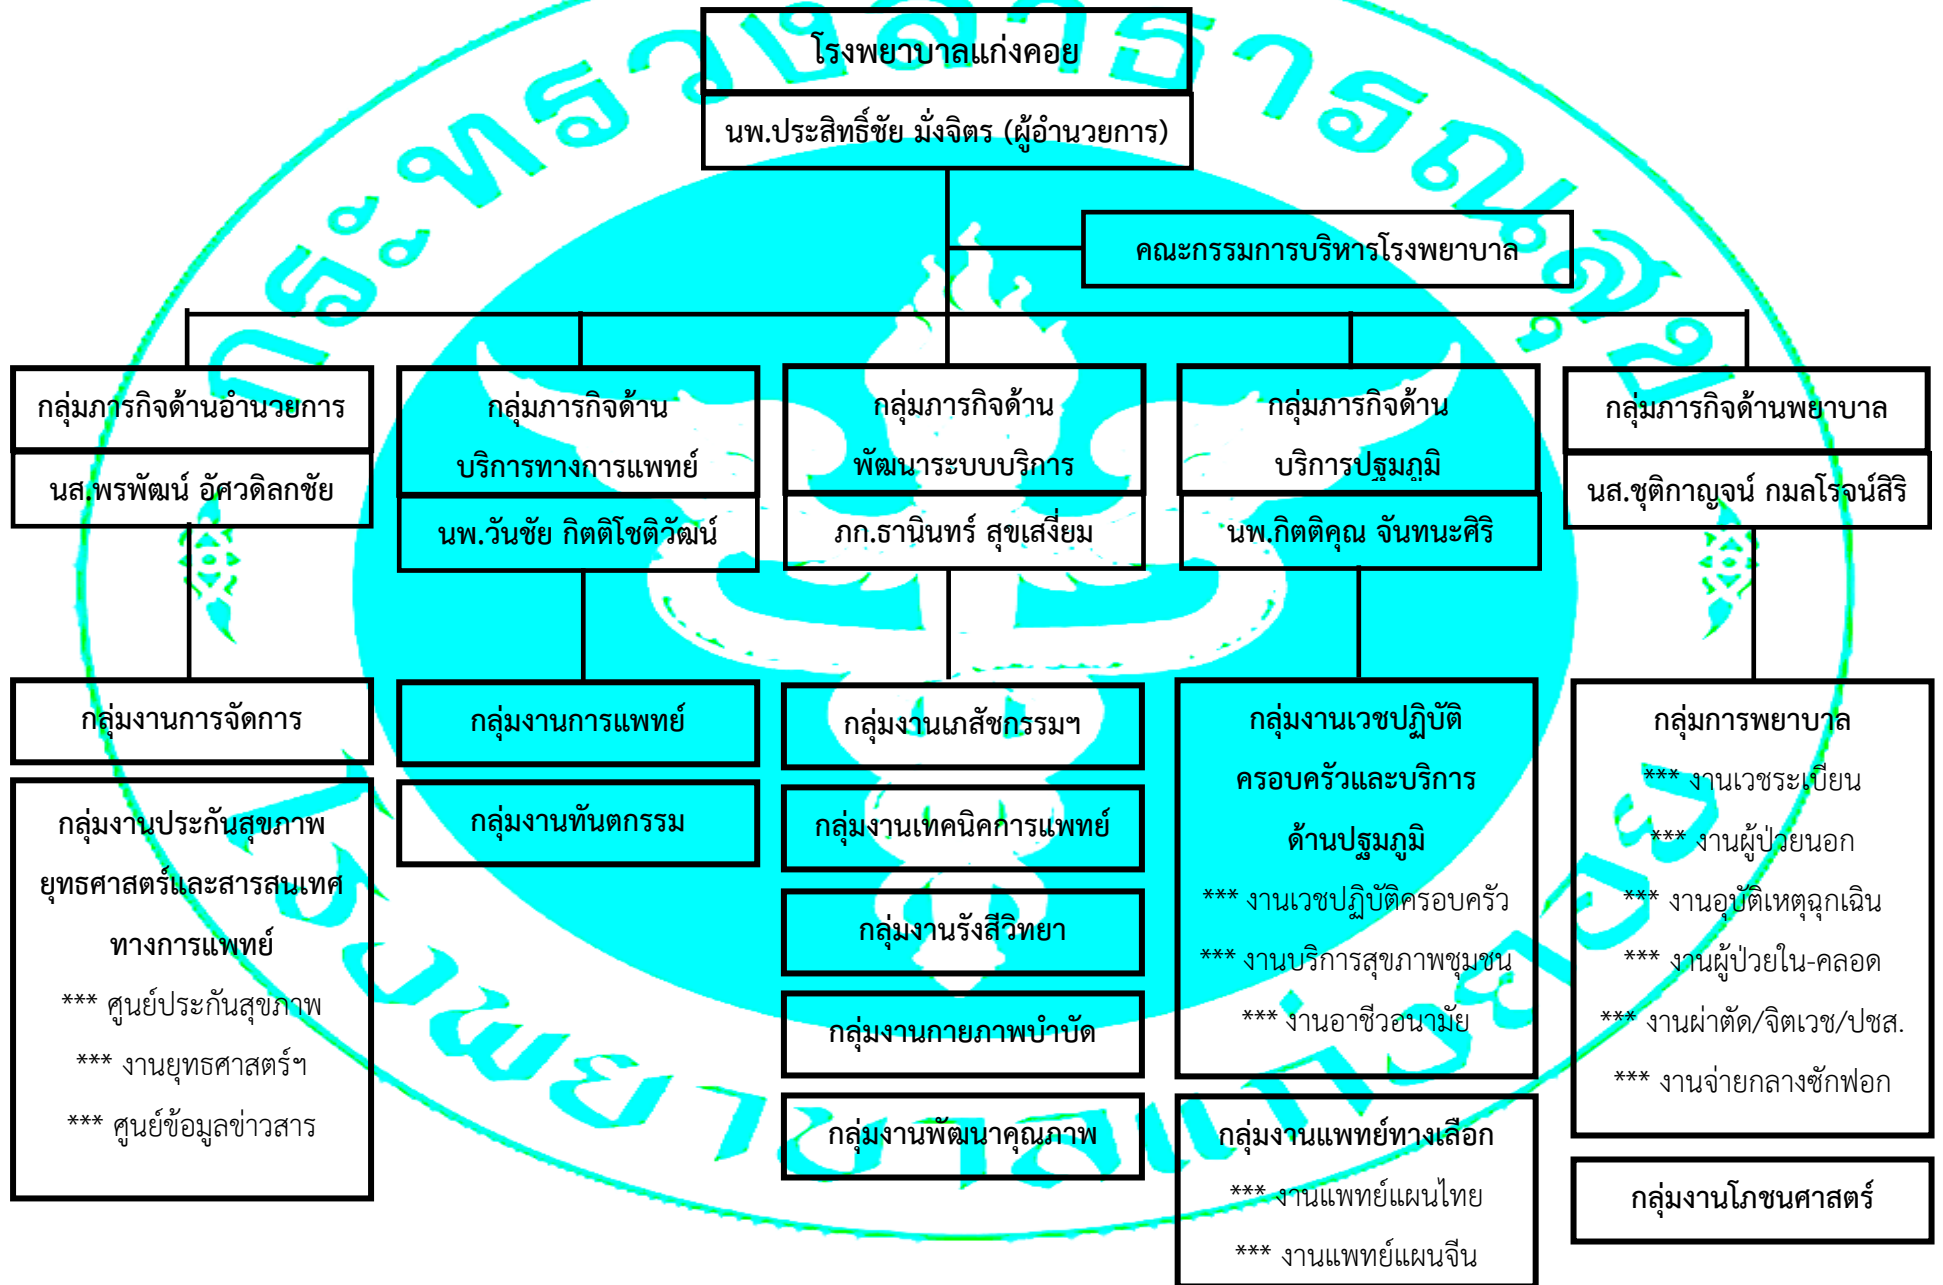 โรงพยาบาลแก่งคอย
นพ.ประสิทธิ์ชัย มั่งจิตร (ผู้อำนวยการ)
คณะกรรมการบริหารโรงพยาบาล
กลุ่มภารกิจด้านอำนวยการ
นส.พรพัฒน์ อัศวดิลกชัย
กลุ่มภารกิจด้าน
บริการทางการแพทย์
นพ.วันชัย กิตติโชติวัฒน์
กลุ่มภารกิจด้าน
พัฒนาระบบบริการ
ภก.ธานินทร์ สุขเสงี่ยม
กลุ่มภารกิจด้าน
บริการปฐมภูมิ
นพ.กิตติคุณ จันทนะศิริ
กลุ่มภารกิจด้านพยาบาล
นส.ชุติกาญจน์ กมลโรจน์สิริ
กลุ่มงานการจัดการ
กลุ่มงานประกันสุขภาพ
ยุทธศาสตร์และสารสนเทศ
ทางการแพทย์
*** ศูนย์ประกันสุขภาพ
*** งานยุทธศาสตร์ฯ
*** ศูนย์ข้อมูลข่าวสาร
กลุ่มงานการแพทย์
กลุ่มงานทันตกรรม
กลุ่มงานเภสัชกรรมฯ
กลุ่มงานเทคนิคการแพทย์
กลุ่มงานรังสีวิทยา
กลุ่มงานกายภาพบำบัด
กลุ่มงานพัฒนาคุณภาพ
กลุ่มงานเวชปฏิบัติ
ครอบครัวและบริการ
ด้านปฐมภูมิ
*** งานเวชปฏิบัติครอบครัว
*** งานบริการสุขภาพชุมชน
*** งานอาชีวอนามัย
กลุ่มงานแพทย์ทางเลือก
*** งานแพทย์แผนไทย
*** งานแพทย์แผนจีน
กลุ่มการพยาบาล
*** งานเวชระเบียน
*** งานผู้ป่วยนอก
*** งานอุบัติเหตุฉุกเฉิน
*** งานผู้ป่วยใน-คลอด
*** งานผ่าตัด/จิตเวช/ปชส.
*** งานจ่ายกลางซักฟอก
กลุ่มงานโภชนศาสตร์
กระทรวงสาธารณสุข
โรงพยาบาลแก่งคอย